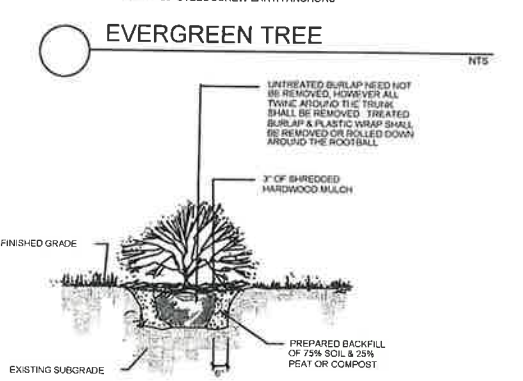 EVERGREEN TREE
NTS
UNTREATED BURLAP NEED NOT
BE REMOVED, HOWEVER ALL
TWINE AROUND THE TRUNK
SHALL BE REMOVED. TREATED
BURLAP & PLASTIC WRAP SHALL
BE REMOVED OR ROLLED DOWN
AROUND THE ROOTBALL
3" OF SHREDDED
HARDWOOD MULCH
FINISHED GRADE
PREPARED BACKFILL
OF 75% SOIL & 25%
PEAT OR COMPOST
EXISTING SUBGRADE
6"